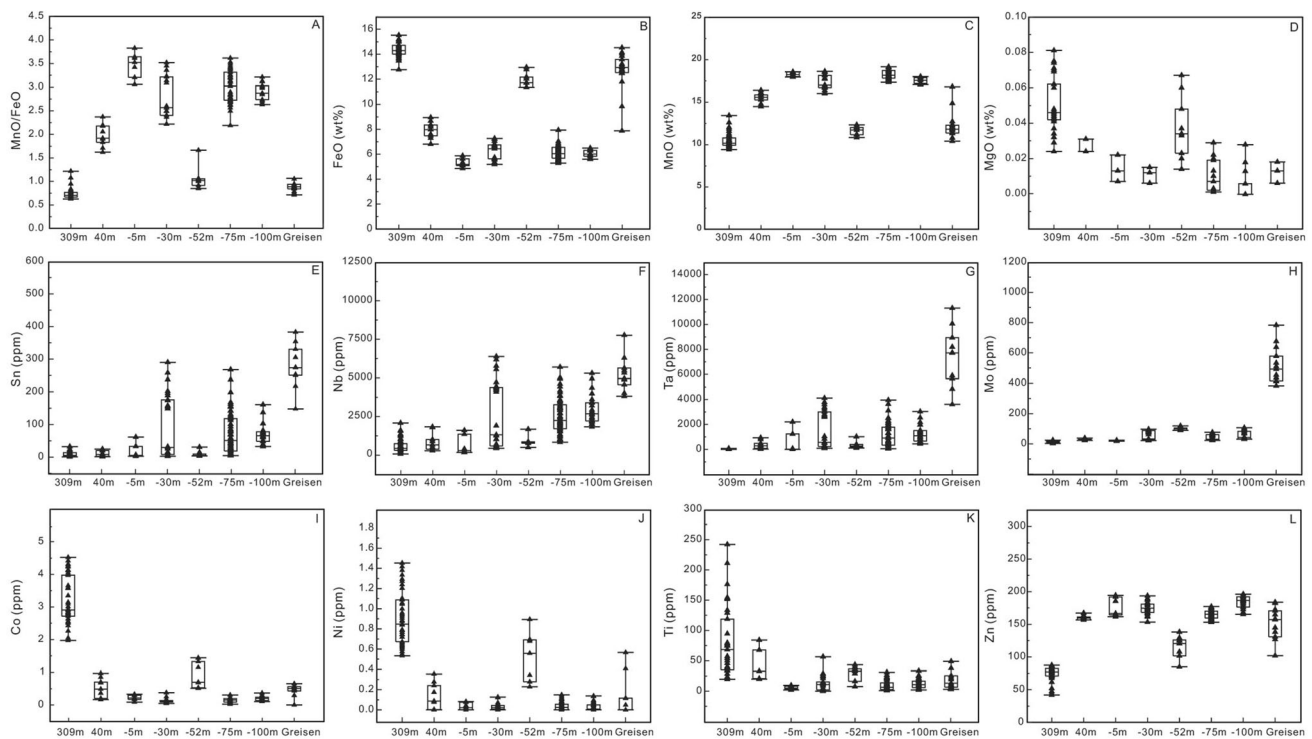 A
MnO/FeO
4.5
4.0
3.5
3.0
2.5
2.0
1.5
1.0
0.5
0.0
309m 40m -5m -30m -52m -75m -100m Greisen
B
FeO (wt%)
16
14
12
10
8
6
4
2
0
309m 40m -5m -30m -52m -75m -100m Greisen
C
MnO (wt%)
25
20
15
10
5
0
309m 40m -5m -30m -52m -75m -100m Greisen
D
MgO (wt%)
0.10
0.08
0.06
0.04
0.02
0.00
309m 40m -5m -30m -52m -75m -100m Greisen
E
Sn (ppm)
600
500
400
300
200
100
0
309m 40m -5m -30m -52m -75m -100m Greisen
F
Nb (ppm)
12500
7500
5000
2500
0
309m 40m -5m -30m -52m -75m -100m Greisen
G
Ta (ppm)
14000
12000
10000
8000
6000
4000
2000
0
309m 40m -5m -30m -52m -75m -100m Greisen
H
Mo (ppm)
1200
1000
800
600
400
200
0
309m 40m -5m -30m -52m -75m -100m Greisen
I
Co (ppm)
6
5
4
3
2
1
0
309m 40m -5m -30m -52m -75m -100m Greisen
J
Ni (ppm)
1.8
1.6
1.4
1.2
1.0
0.8
0.6
0.4
0.2
0.0
309m 40m -5m -30m -52m -75m -100m Greisen
K
Ti (ppm)
300
250
200
150
100
50
0
309m 40m -5m -30m -52m -75m -100m Greisen
L
Zn (ppm)
300
250
200
150
100
50
0
309m 40m -5m -30m -52m -75m -100m Greisen